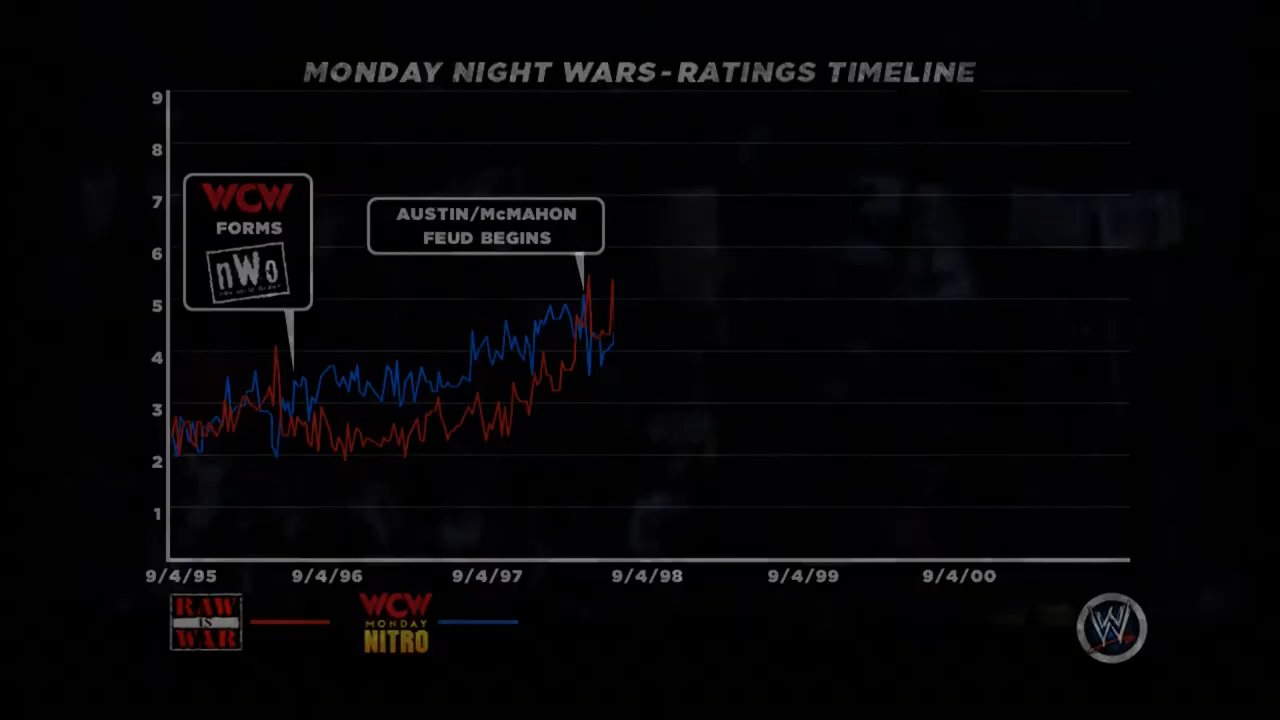 MONDAY NIGHT WARS-RATINGS TIMELINE
9
8
7
6
5
4
3
2
1
WCW
FORMS
nWo
AUSTIN/McMAHON
FEUD BEGINS
9/4/95 9/4/96 9/4/97 9/4/98 9/4/99 9/4/00
RAW
IS
WAR
WCW
MONDAY
NITRO
W